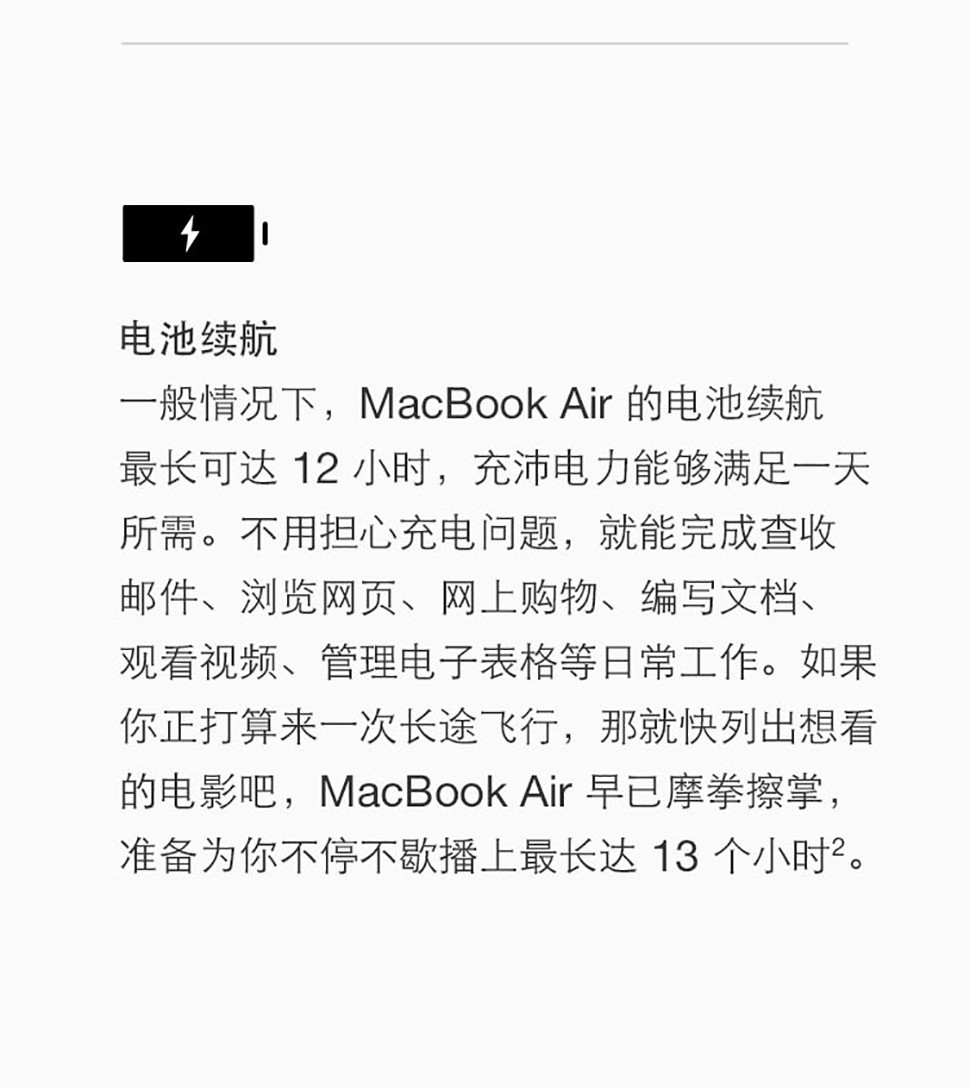 电池续航
一般情况下，MacBook Air 的电池续航
最长可达 12 小时，充沛电力能够满足一天
所需。不用担心充电问题，就能完成查收
邮件、浏览网页、网上购物、编写文档、
观看视频、管理电子表格等日常工作。如果
你正打算来一次长途飞行，那就快列出想看
的电影吧，MacBook Air 早已摩拳擦掌，
准备为你不停不歇播上最长达 13 个小时²。